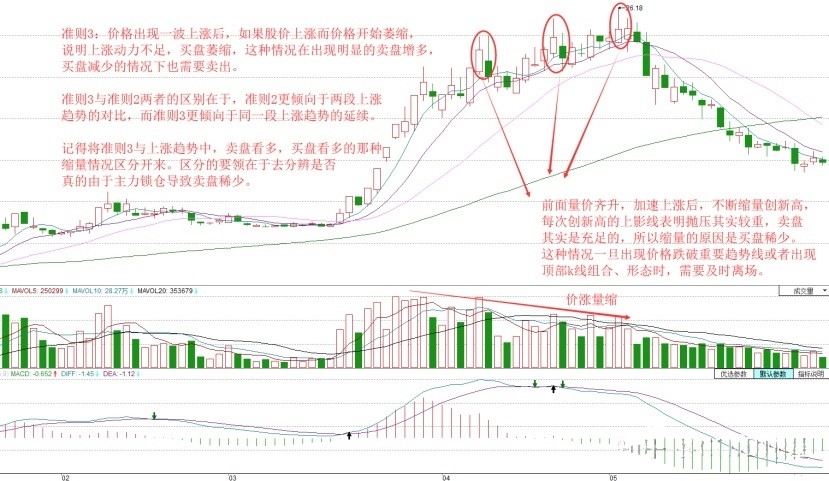 26.18
准则3：价格出现一波上涨后，如果股价上涨而价格开始萎缩，
说明上涨动力不足，买盘萎缩，这种情况在出现明显的卖盘增多，
买盘减少的情况下也需要卖出。
准则3与准则2两者的区别在于，准则2更倾向于两段上涨
趋势的对比，而准则3更倾向于同一段上涨趋势的延续。
记得将准则3与上涨趋势中，卖盘看多，买盘看多的那种
缩量情况区分开来。区分的要领在于去分辨是否
真的由于主力锁仓导致卖盘稀少。
前面量价齐升，加速上涨后，不断缩量创新高，
每次创新高的上影线表明抛压其实较重，卖盘
其实是充足的，所以缩量的原因是买盘稀少。
这种情况一旦出现价格跌破重要趋势线或者出现
顶部k线组合、形态时，需要及时离场。
MAVOL5: 250299 MAVOL10: 28.27万 MAVOL20: 353679
成交量
价涨量缩
MACD: -0.652 DIFF: -1.45 DEA: -1.12
优选参数 默认参数 指标说明
02 03 04 05